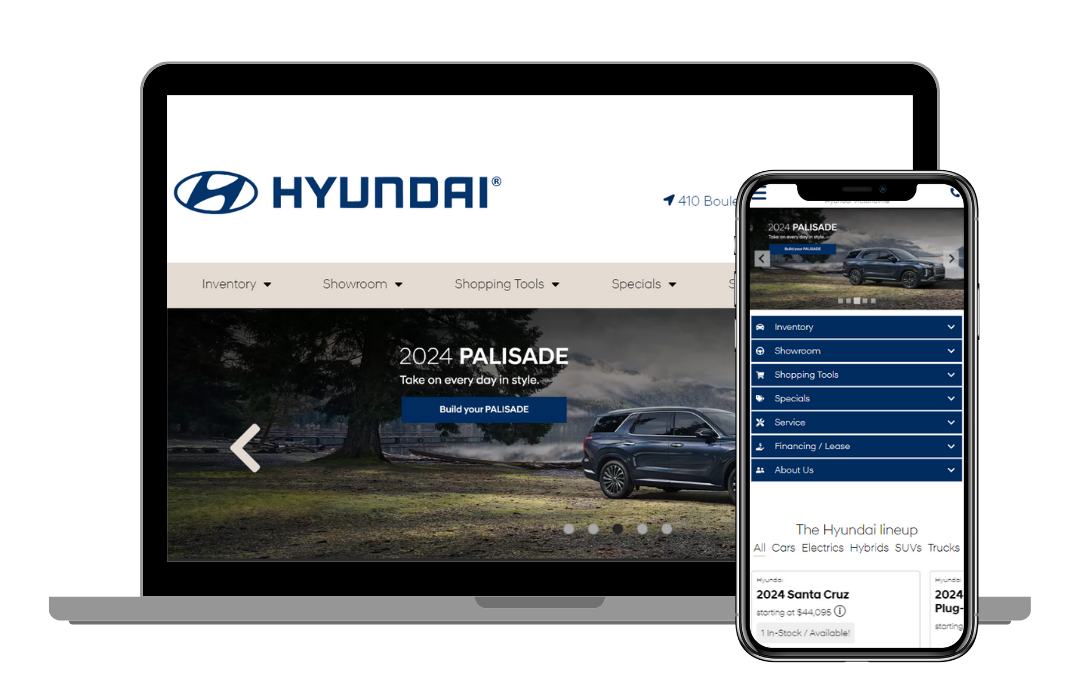 HYUNDAI®
410 Boule
Inventory
Showroom
Shopping Tools
Specials
S
2024 PALISADE
Take on every day in style.
Build your PALISADE
2024 PALISADE
Take on every day in style.
Build your PALISADE
Inventory
Showroom
Shopping Tools
Specials
Service
Financing / Lease
About Us
The Hyundai lineup
All Cars Electrics Hybrids SUVs Trucks
Hyundai
2024 Santa Cruz
starting at $44,095
1 In-Stock / Available!
Hyundai
2024
Plug-
starting